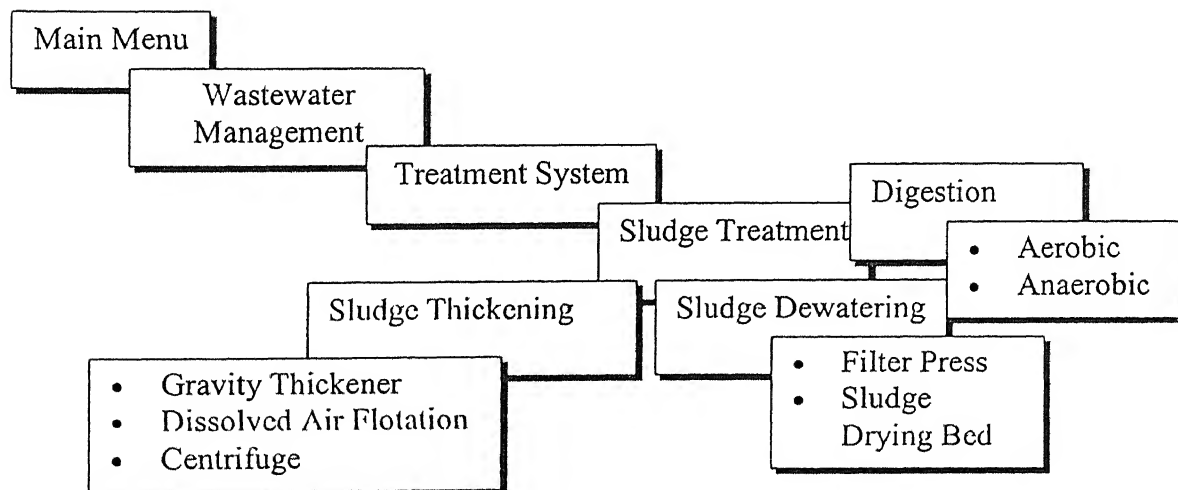 Main Menu
Wastewater
Management
Treatment System
Sludge Treatment
Digestion
• Aerobic
• Anaerobic
Sludge Thickening
• Gravity Thickener
• Dissolved Air Flotation
• Centrifuge
Sludge Dewatering
• Filter Press
• Sludge
Drying Bed